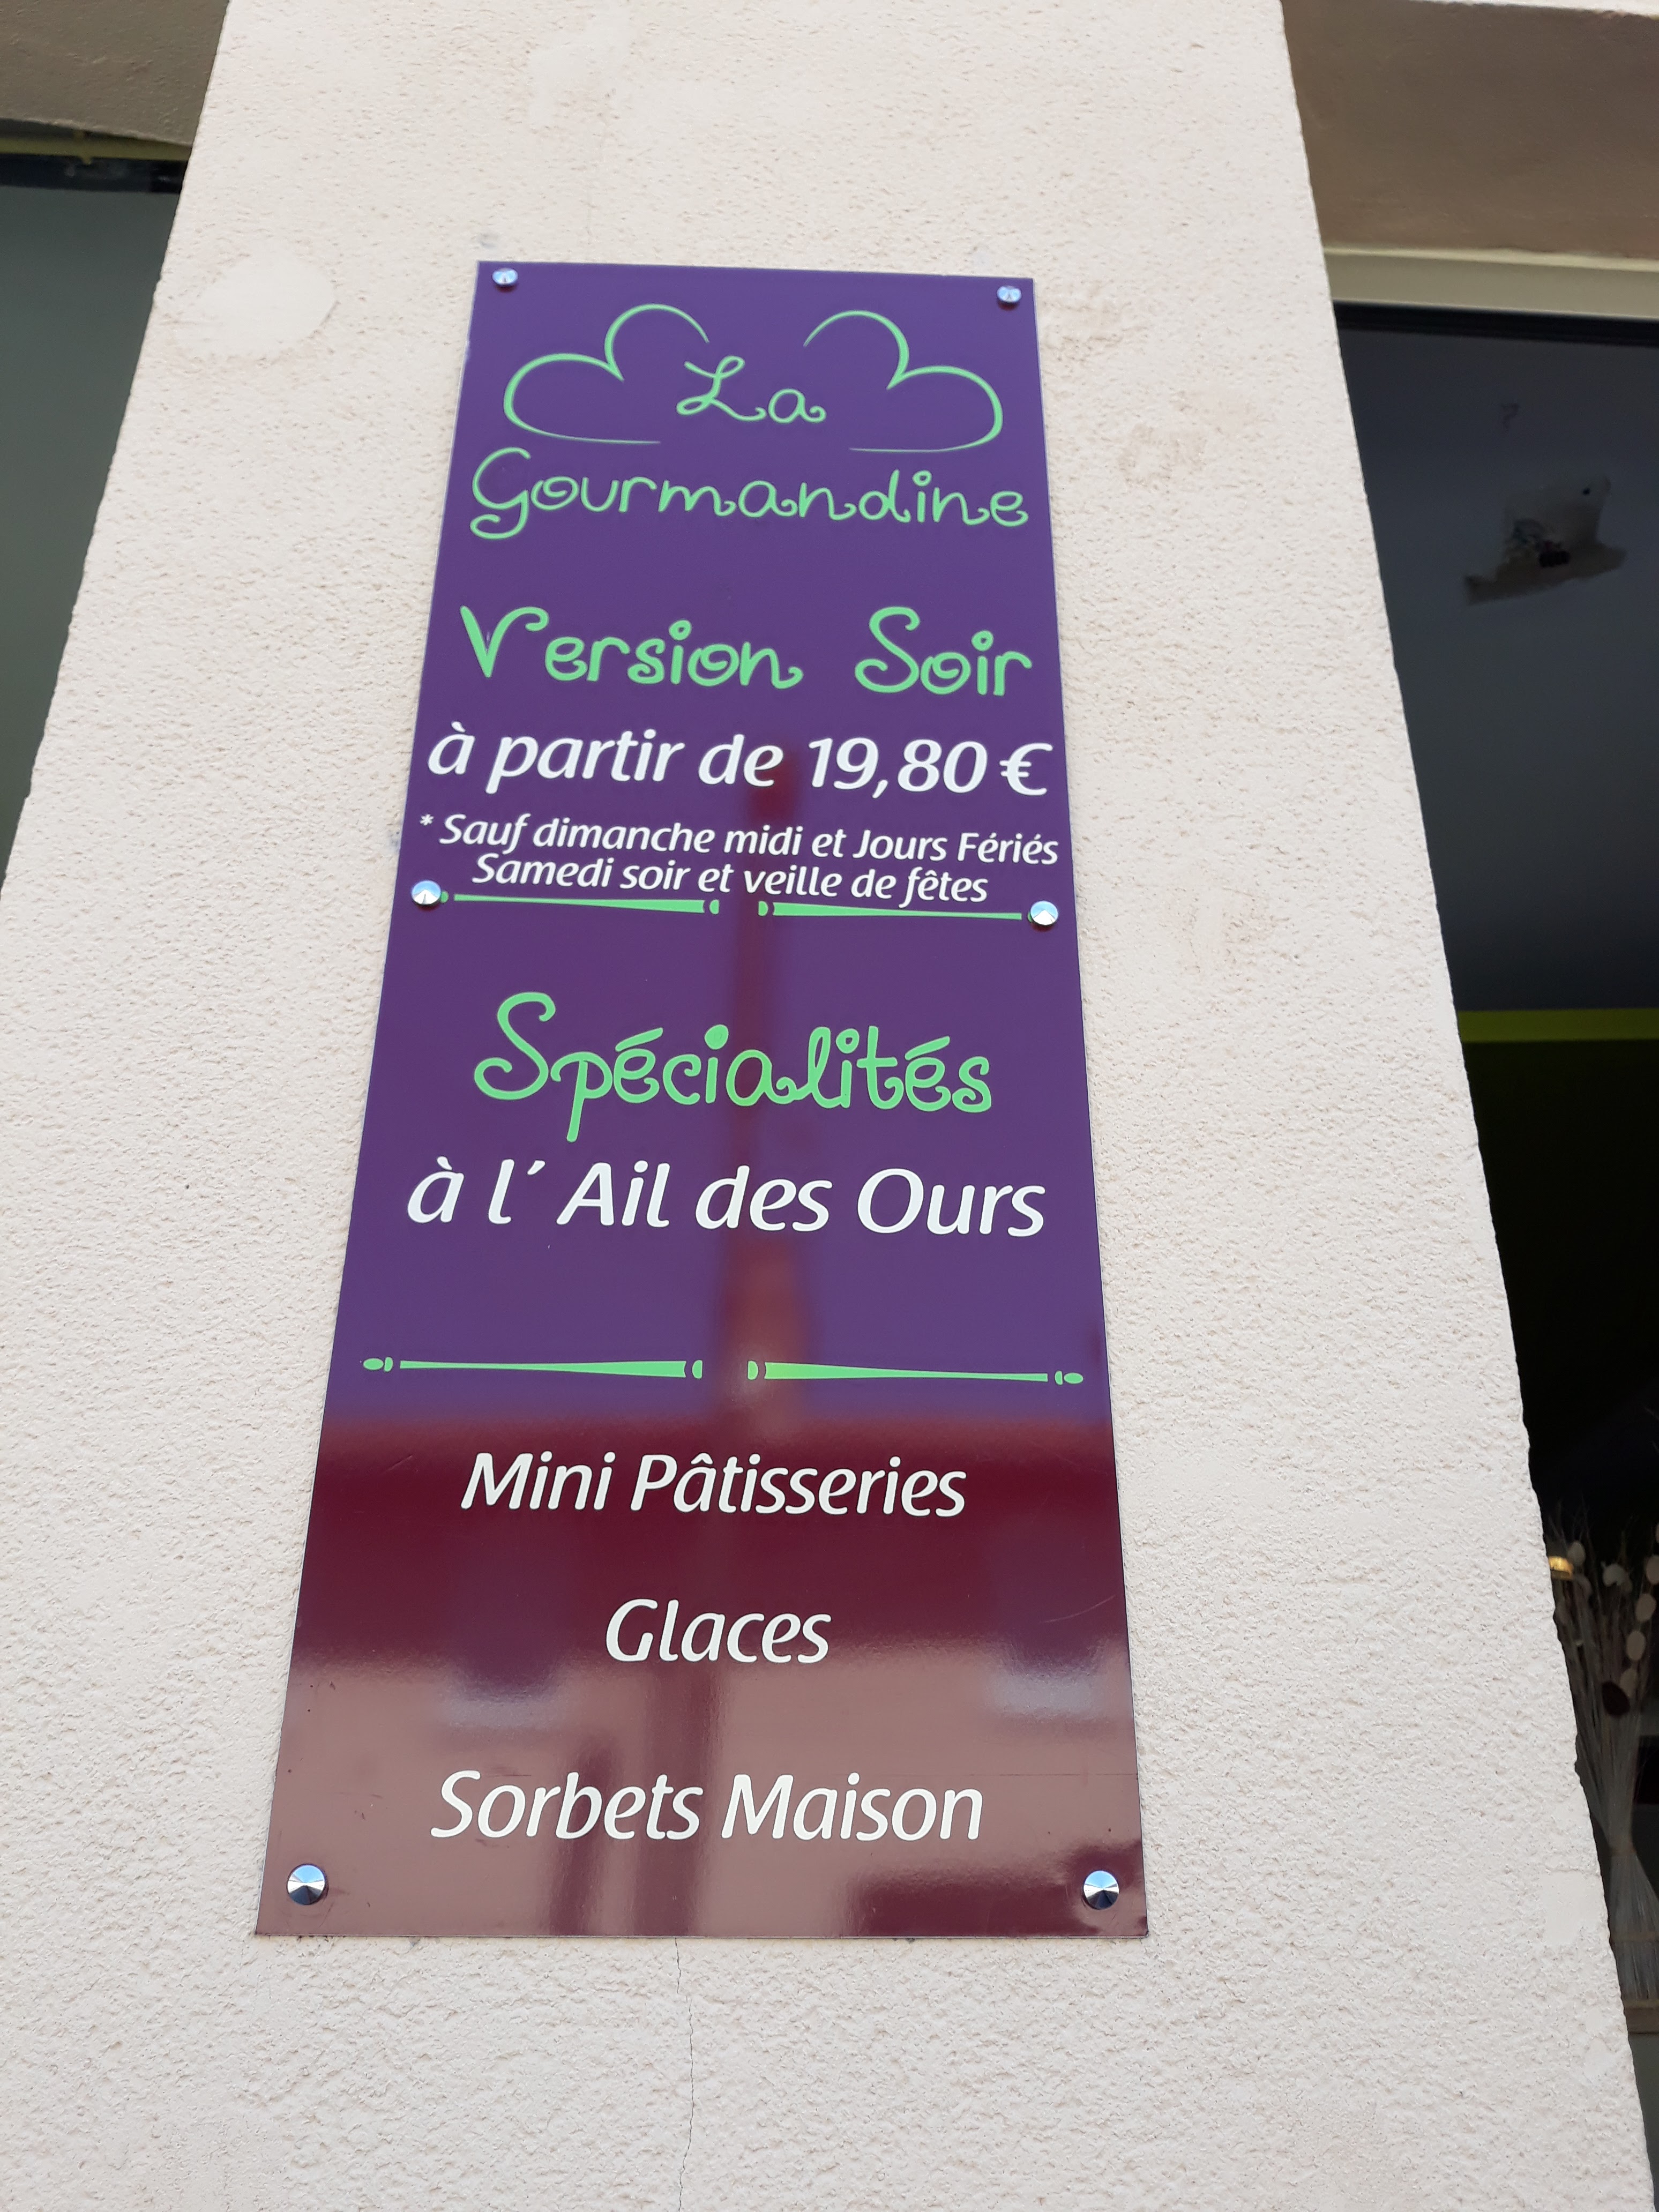 La
Gourmandine
Version Soir
à partir de 19,80 €
* Sauf dimanche midi et Jours Fériés
Samedi soir et veille de fêtes
Spécialités
à l´ Ail des Ours
Mini Pâtisseries
Glaces
Sorbets Maison